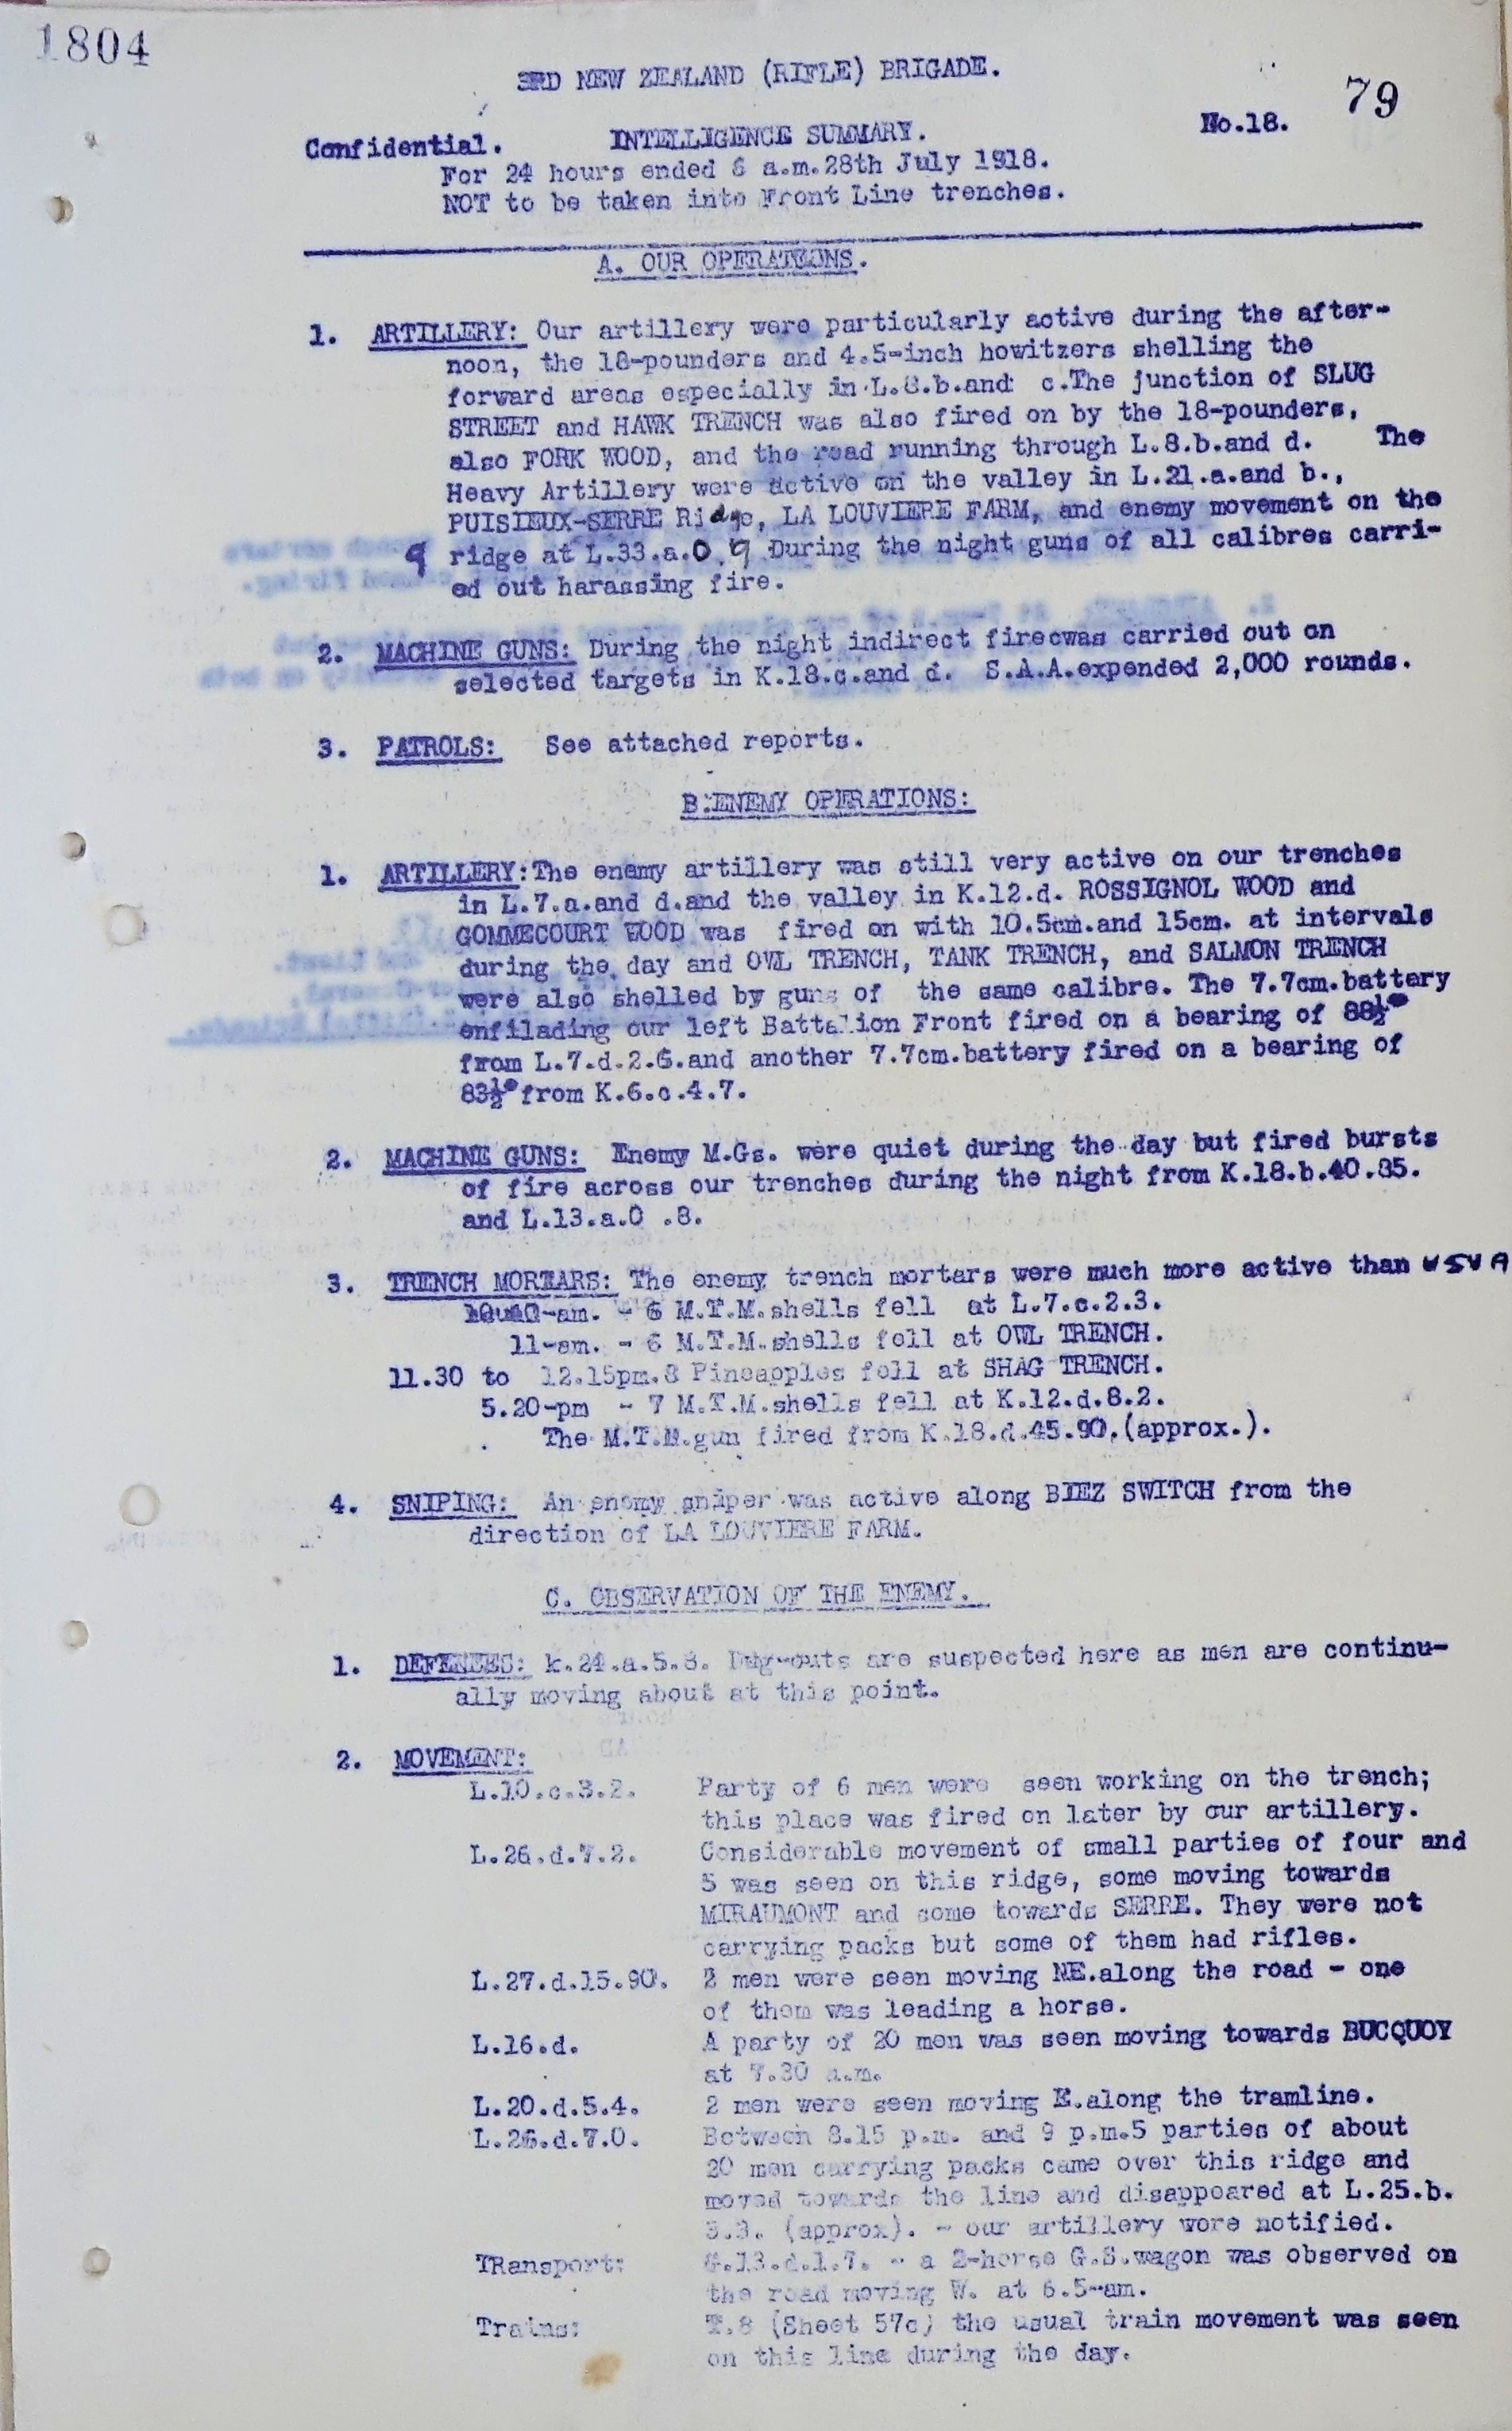 1804
3RD NEW ZEALAND (RIFLE) BRIGADE.
79
No.18.
Confidential. INTELLIGENCE SUMMARY.
For 24 hours ended 6 a.m.28th July 1918.
NOT to be taken into Front Line trenches.
A. OUR OPERATIONS.
1. ARTILLERY: Our artillery were particularly active during the after-
noon, the 18-pounders and 4.5-inch howitzers shelling the
forward areas especially in L.8.b.and c.The junction of SLUG
STREET and HAWK TRENCH was also fired on by the 18-pounders,
also FORK WOOD, and the road running through L.8.b.and d. The
Heavy Artillery were active on the valley in L.21.a.and b.,
PUISIEUX-SERRE Ridge, LA LOUVIERE FARM, and enemy movement on the
9 ridge at L.33.a.0.9 During the night guns of all calibres carri-
ed out harassing fire.
2. MACHINE GUNS: During the night indirect firecwas carried out on
selected targets in K.18.c.and d. S.A.A.expended 2,000 rounds.
3. PATROLS: See attached reports.
B:ENEMY OPERATIONS:
1. ARTILLERY:The enemy artillery was still very active on our trenches
in L.7.a.and d.and the valley in K.12.d. ROSSIGNOL WOOD and
GOMMECOURT WOOD was fired on with 10.5cm.and 15cm. at intervals
during the day and OWL TRENCH, TANK TRENCH, and SALMON TRENCH
were also shelled by guns of the same calibre. The 7.7cm.battery
enfilading our left Battalion Front fired on a bearing of 88½°
from L.7.d.2.6.and another 7.7cm.battery fired on a bearing of
83½° from K.6.c.4.7.
2. MACHINE GUNS: Enemy M.Gs. were quiet during the day but fired bursts
of fire across our trenches during the night from K.18.b.40.85.
and L.13.a.0 .8.
3. TRENCH MORTARS: The enemy trench mortars were much more active than USUA
-am. - 6 M.T.M.shells fell at L.7.c.2.3.
11-am. - 6 M.T.M.shells fell at OWL TRENCH.
11.30 to 12.15pm.8 Pineapples fell at SHAG TRENCH.
5.20-pm - 7 M.T.M.shells fell at K.12.d.8.2.
The M.T.M.gun fired from K.18.d.45.90.(approx.).
4. SNIPING: An enemy sniper was active along BIEZ SWITCH from the
direction of LA LOUVIERE FARM.
C. OBSERVATION OF THE ENEMY.
1. DEFENCES: k.24.a.5.8. Dug-outs are suspected here as men are continu-
ally moving about at this point.
2. MOVEMENT:
L.10.c.3.2. Party of 6 men were seen working on the trench;
this place was fired on later by our artillery.
L.26.d.7.2. Considerable movement of small parties of four and
5 was seen on this ridge, some moving towards
MIRAUMONT and some towards SERRE. They were not
carrying packs but some of them had rifles.
L.27.d.15.90. 2 men were seen moving NE.along the road - one
of them was leading a horse.
L.16.d. A party of 20 men was seen moving towards BUCQUOY
at 7.30 a.m.
L.20.d.5.4. 2 men were seen moving E.along the tramline.
L.26.d.7.0. Between 8.15 p.m. and 9 p.m.5 parties of about
20 men carrying packs came over this ridge and
moved towards the line and disappeared at L.25.b.
(approx). - our artillery were notified.
TRansport: - a 2-horse G.S.wagon was observed on
the road moving W. at 6.5-am.
Trains: T.8 (Sheet 57c) the usual train movement was seen
on this line during the day.